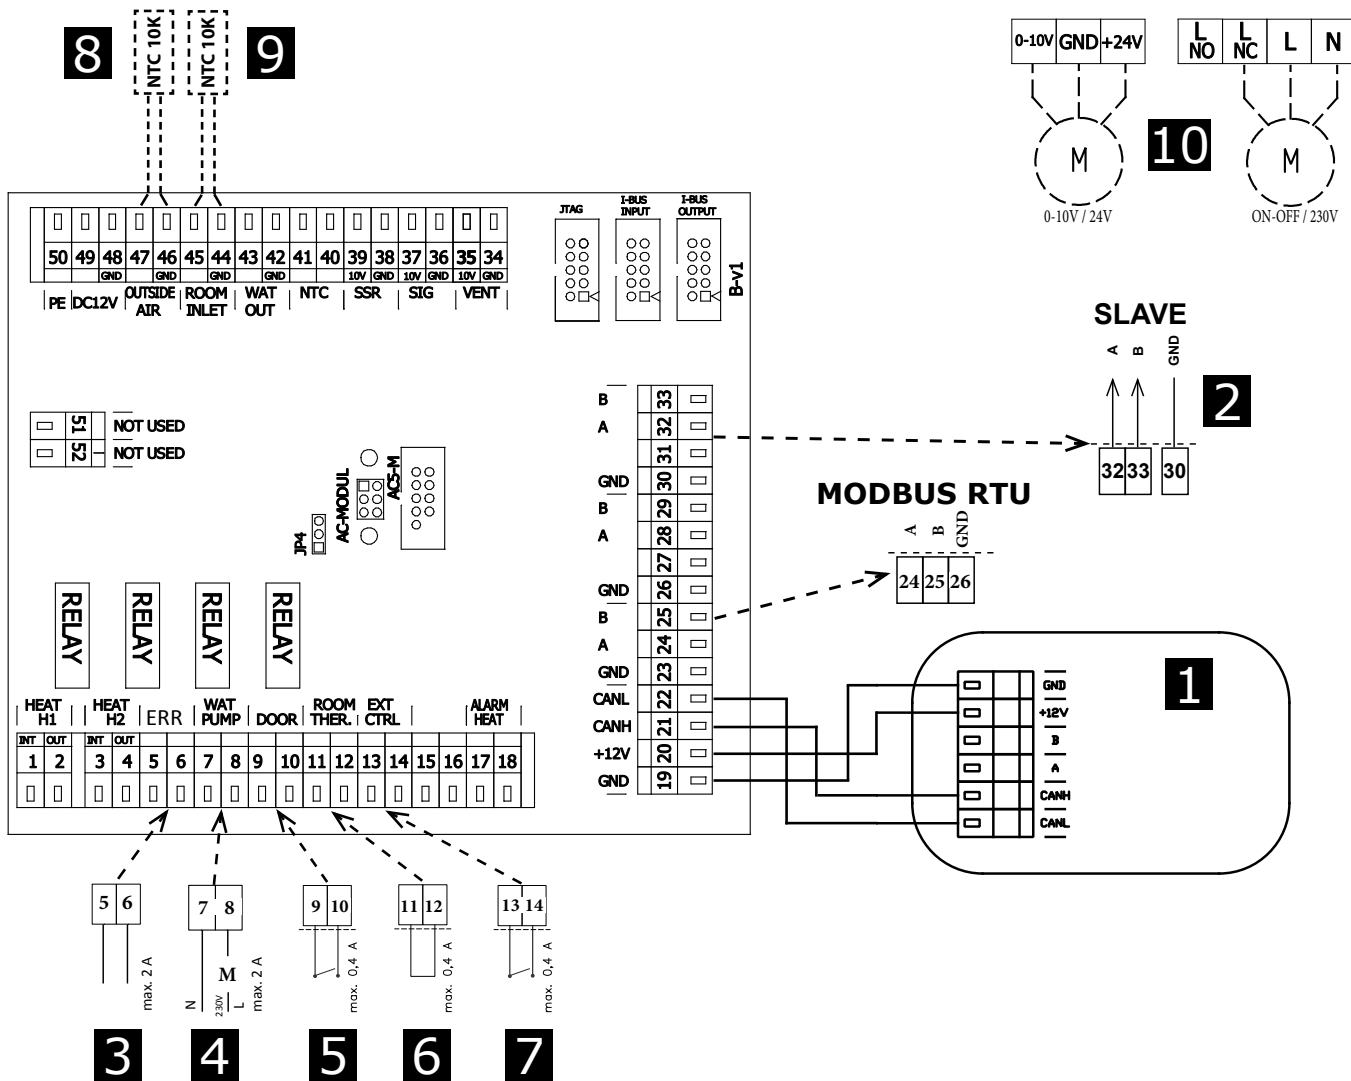 8
NTC 10K
NTC 10K
9
0-10V GND +24V
L NO
L NC
L
N
M
10
M
0-10V / 24V
ON-OFF / 230V
50 49 48 47 46 45 44 43 42 41 40 39 38 37 36 35 34
GND GND GND GND 10V GND 10V GND 10V GND
PE DC12V OUTSIDE AIR ROOM INLET WAT OUT NTC SSR SIG VENT
JTAG
I-BUS INPUT
I-BUS OUTPUT
B-v1
SLAVE
A B GND
2
32 33 30
51 NOT USED
52 NOT USED
JP4
AC-MODUL
AC5-M
B 33
A 32
31
GND 30
B 29
A 28
27
GND 26
B 25
A 24
GND 23
CANL 22
CANH 21
+12V 20
GND 19
MODBUS RTU
A B GND
24 25 26
1
GND
+12V
B
A
CANH
CANL
RELAY
RELAY
RELAY
RELAY
HEAT H1
HEAT H2
ERR
WAT PUMP
DOOR
ROOM THER.
EXT CTRL
ALARM HEAT
INT OUT INT OUT
1 2 3 4 5 6 7 8 9 10 11 12 13 14 15 16 17 18
5 6
max. 2 A
3
7 8
N
230V
M
L
max. 2 A
4
9 10
max. 0,4 A
5
11 12
max. 0,4 A
6
13 14
max. 0,4 A
7